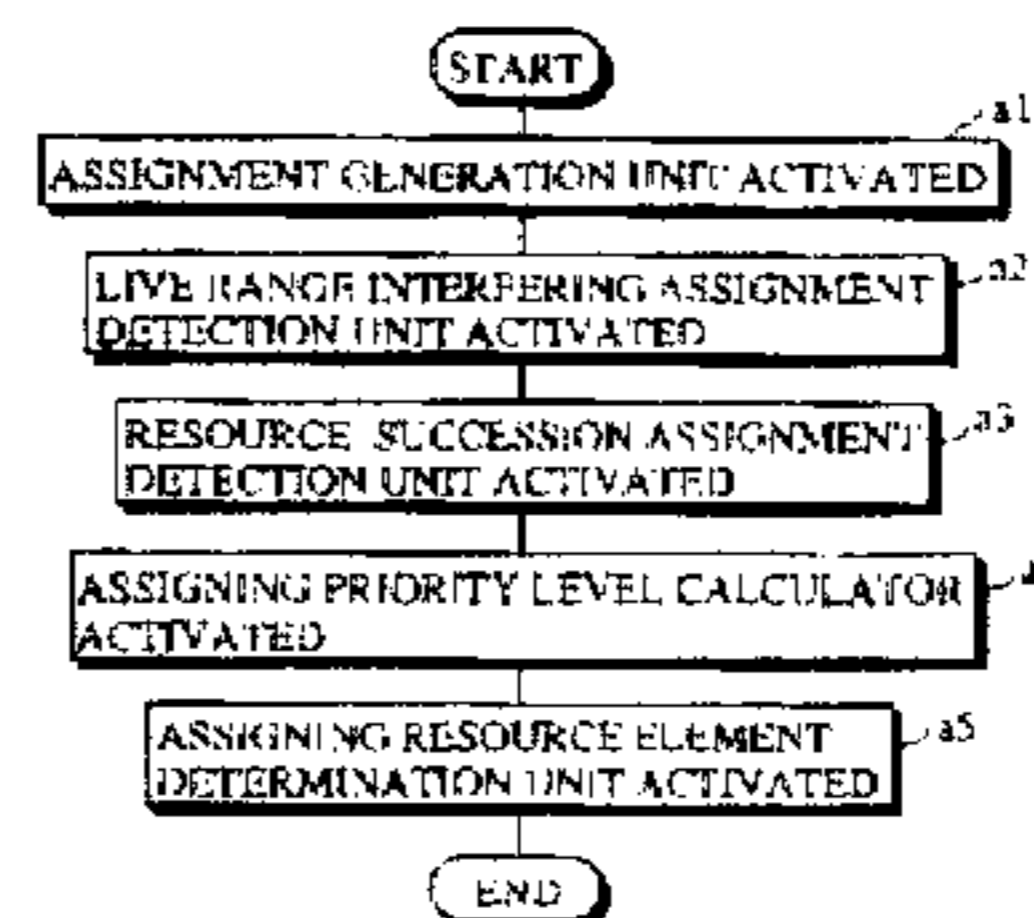 START
a1
ASSIGNMENT GENERATION UNIT ACTIVATED
a2
LIVE RANGE INTERFERING ASSIGNMENT
DETECTION UNIT ACTIVATED
a3
RESOURCE SUCCESSION ASSIGNMENT
DETECTION UNIT ACTIVATED
ASSIGNING PRIORITY LEVEL CALCULATOR
ACTIVATED
a5
ASSIGNING RESOURCE ELEMENT
DETERMINATION UNIT ACTIVATED
END